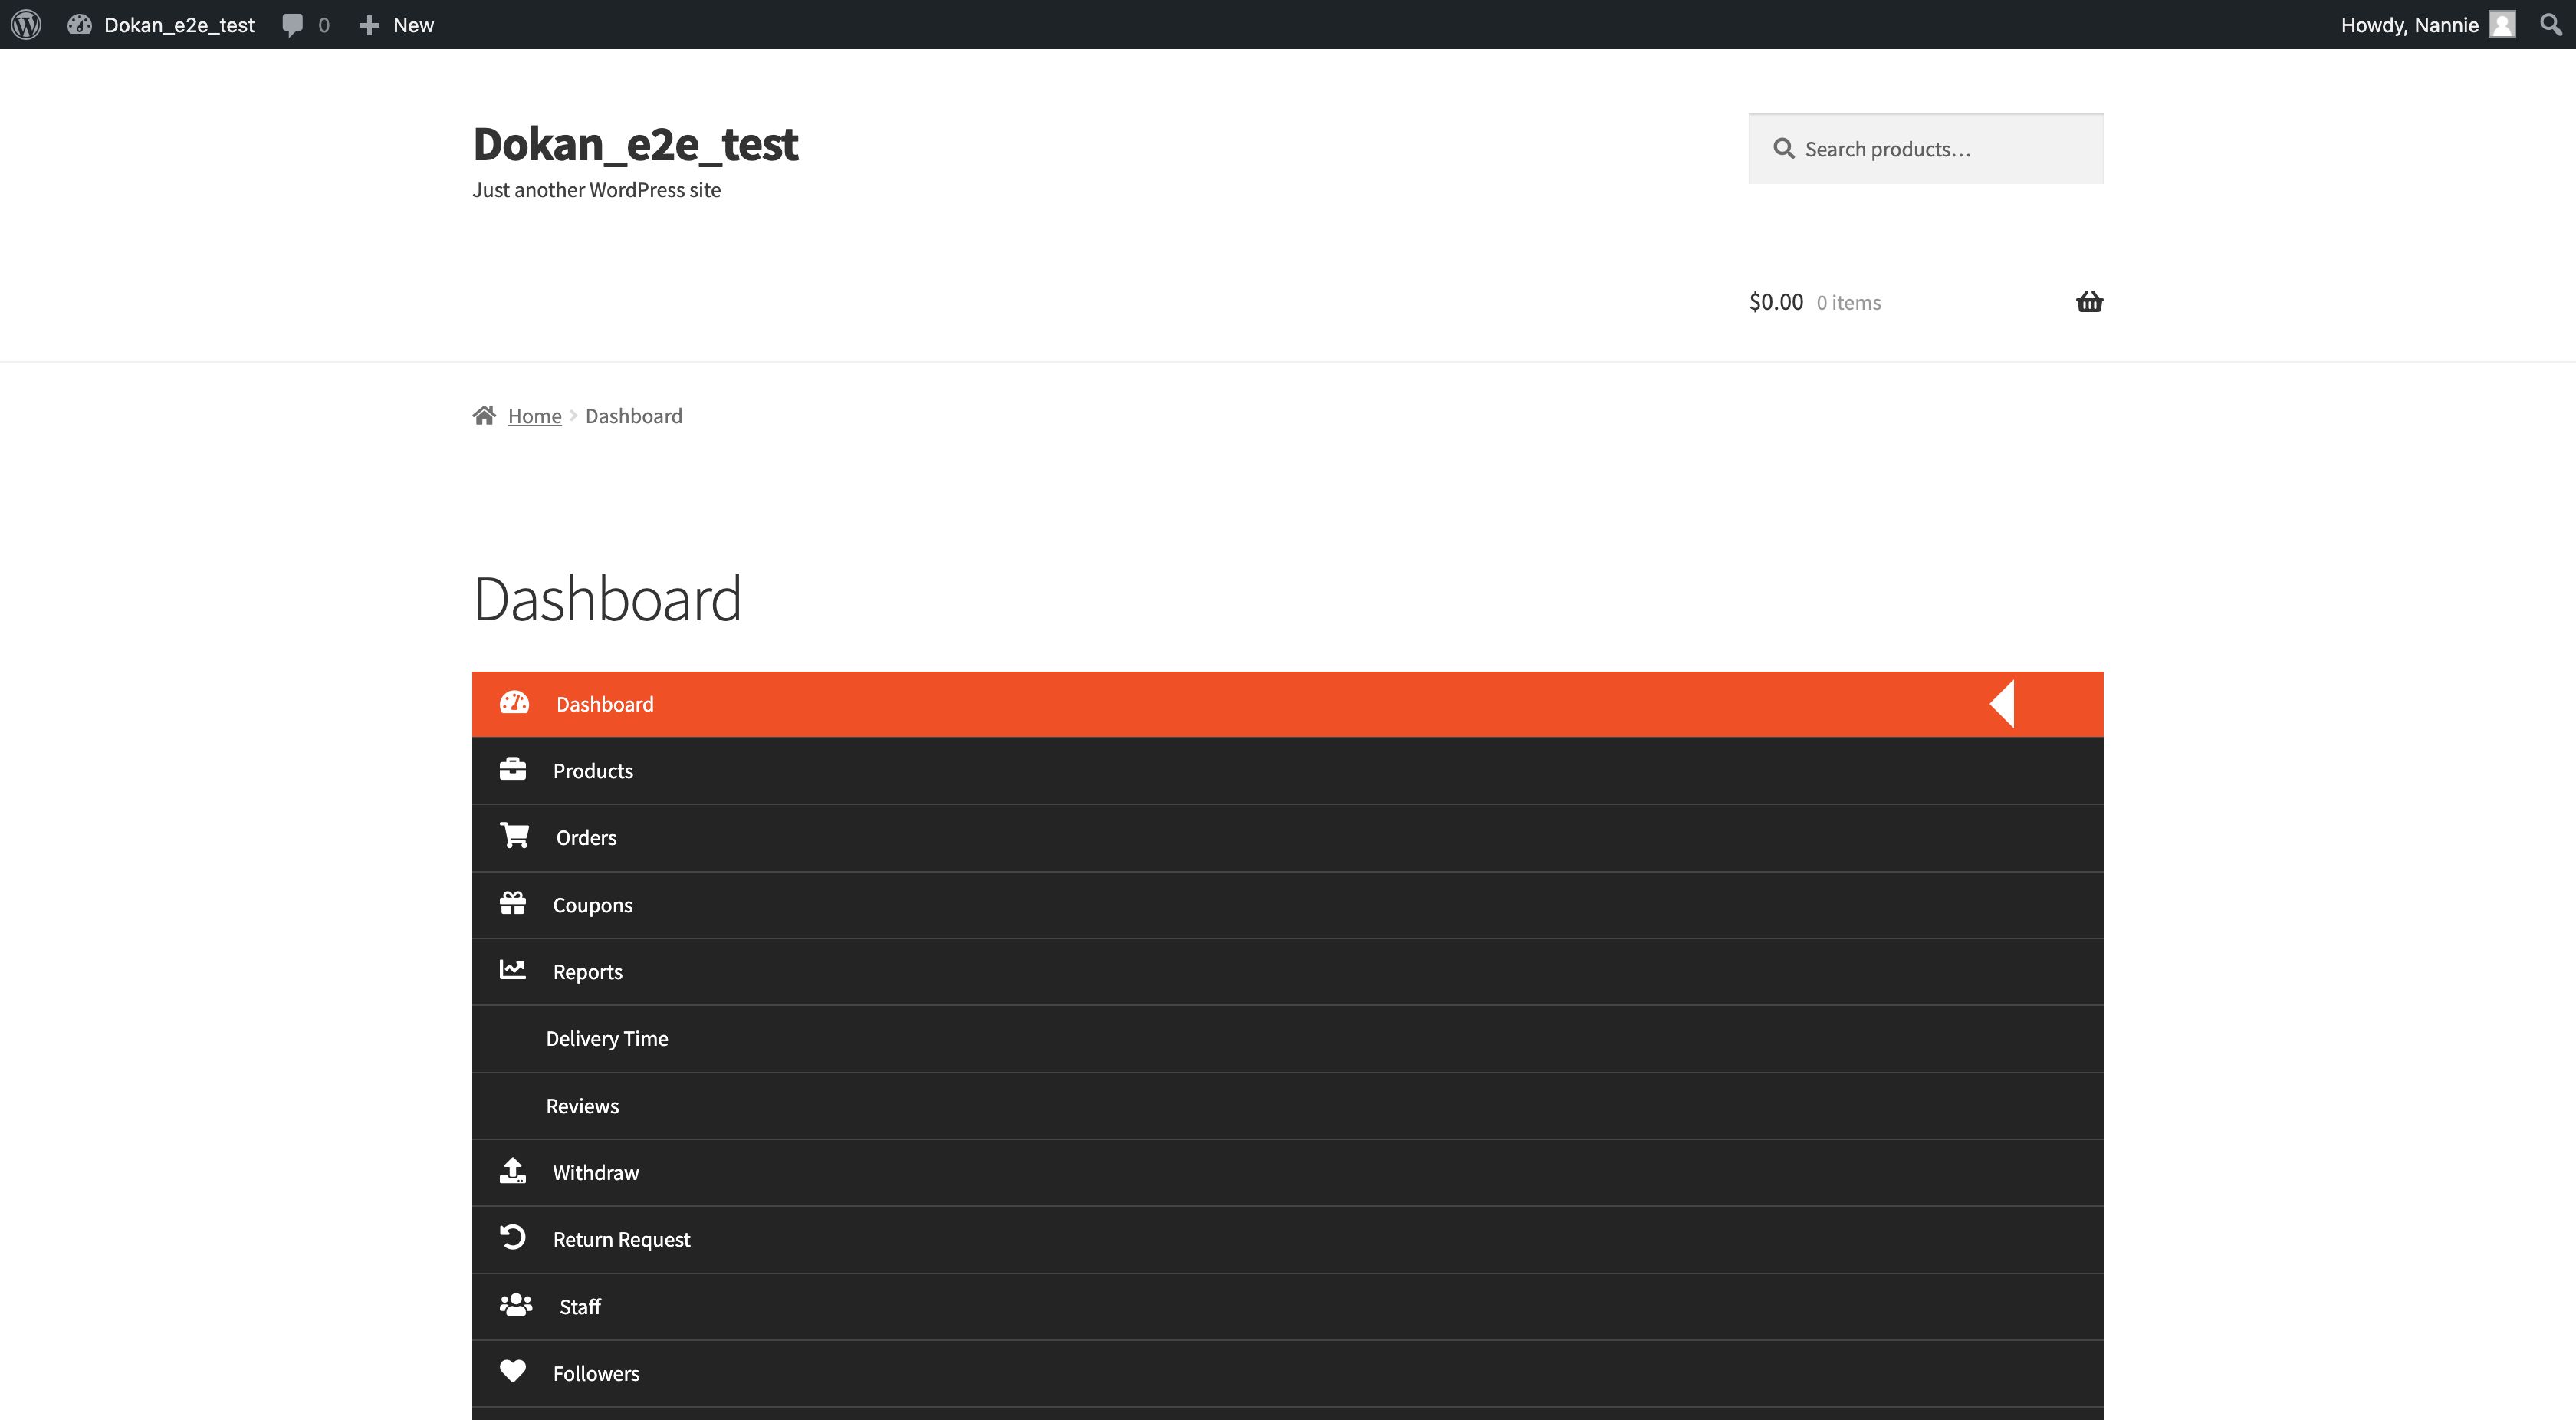 Dokan_e2e_test 0 New Howdy, Nannie
Dokan_e2e_test
Just another WordPress site
Search products…
$0.00 0 items
Home Dashboard
Dashboard
Dashboard
Products
Orders
Coupons
Reports
Delivery Time
Reviews
Withdraw
Return Request
Staff
Followers